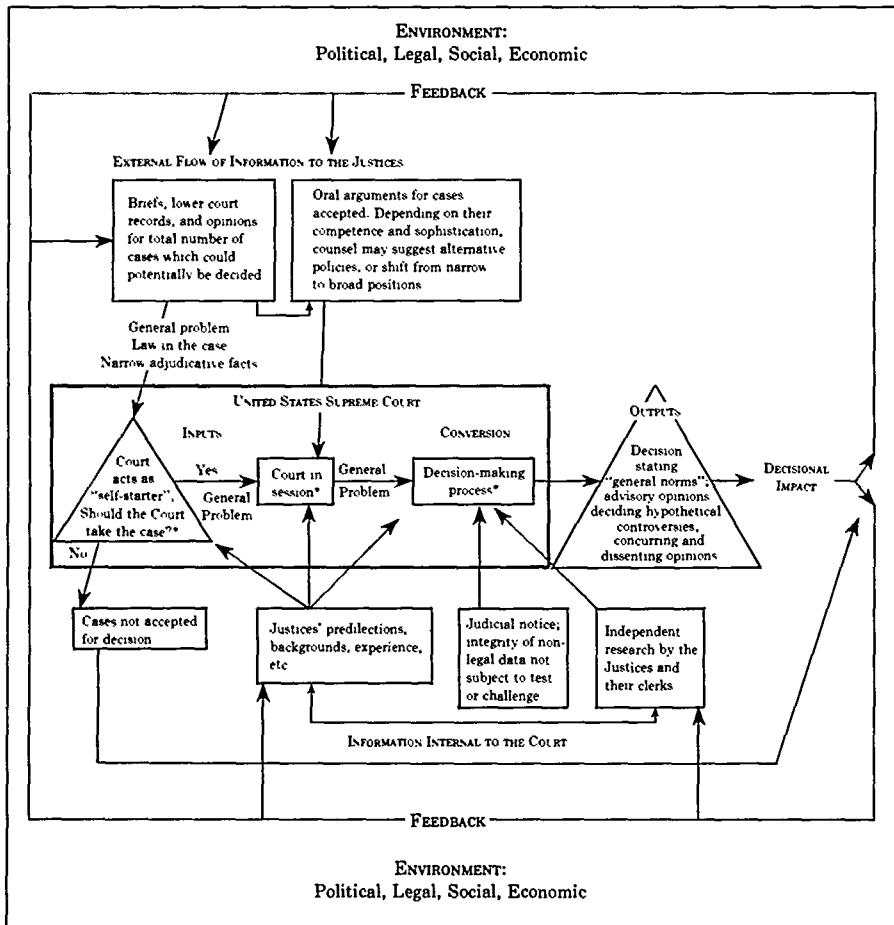 ENVIRONMENT:
Political, Legal, Social, Economic
FEEDBACK
EXTERNAL FLOW OF INFORMATION TO THE JUSTICES
Briefs, lower court
records, and opinions
for total number of
cases which could
potentially be decided
Oral arguments for cases
accepted. Depending on their
competence and sophistication,
counsel may suggest alternative
policies, or shift from narrow
to broad positions
General problem
Law in the case
Narrow adjudicative facts
UNITED STATES SUPREME COURT
INPUTS
CONVERSION
OUTPUTS
Court
acts as
"self-starter",
Should the Court
take the case?*
Yes
General
Problem
No
Court in
session*
General
Problem
Decision-making
process*
Decision
stating
"general norms";
advisory opinions
deciding hypothetical
controversies,
concurring and
dissenting opinions
DECISIONAL
IMPACT
Cases not accepted
for decision
Justices' predilections,
backgrounds, experience,
etc
Judicial notice;
integrity of non-
legal data not
subject to test
or challenge
Independent
research by the
Justices and
their clerks
INFORMATION INTERNAL TO THE COURT
FEEDBACK
ENVIRONMENT:
Political, Legal, Social, Economic